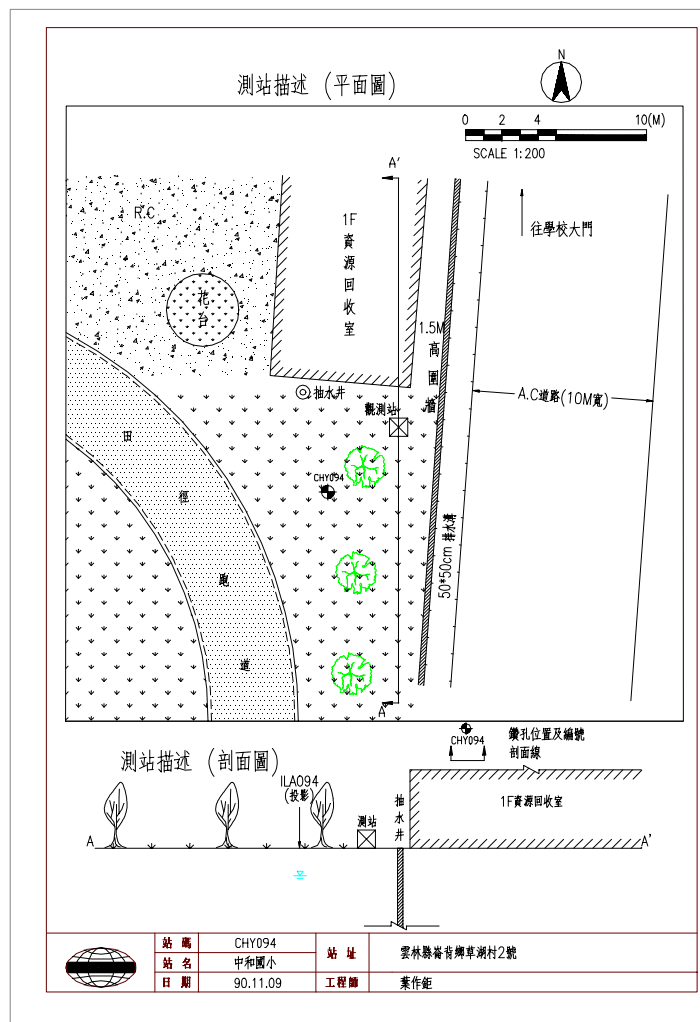 測站描述 (平面圖)
N
0 2 4 10(M)
SCALE 1:200
A'
R.C
1F
資源回收室
往學校大門
花台
1.5M
高圍牆
抽水井
觀測站
A.C道路(10M寬)
田徑跑道
CHY094
50*50cm 排水溝
A
CHY094
鑽孔位置及編號
剖面線
測站描述 (剖面圖)
ILA094
(投影)
測站
抽水井
1F資源回收室
A
A'
站 碼 CHY094
站 名 中和國小
日 期 90.11.09
站 址 雲林縣崙背鄉草湖村2號
工程師 葉作鉅